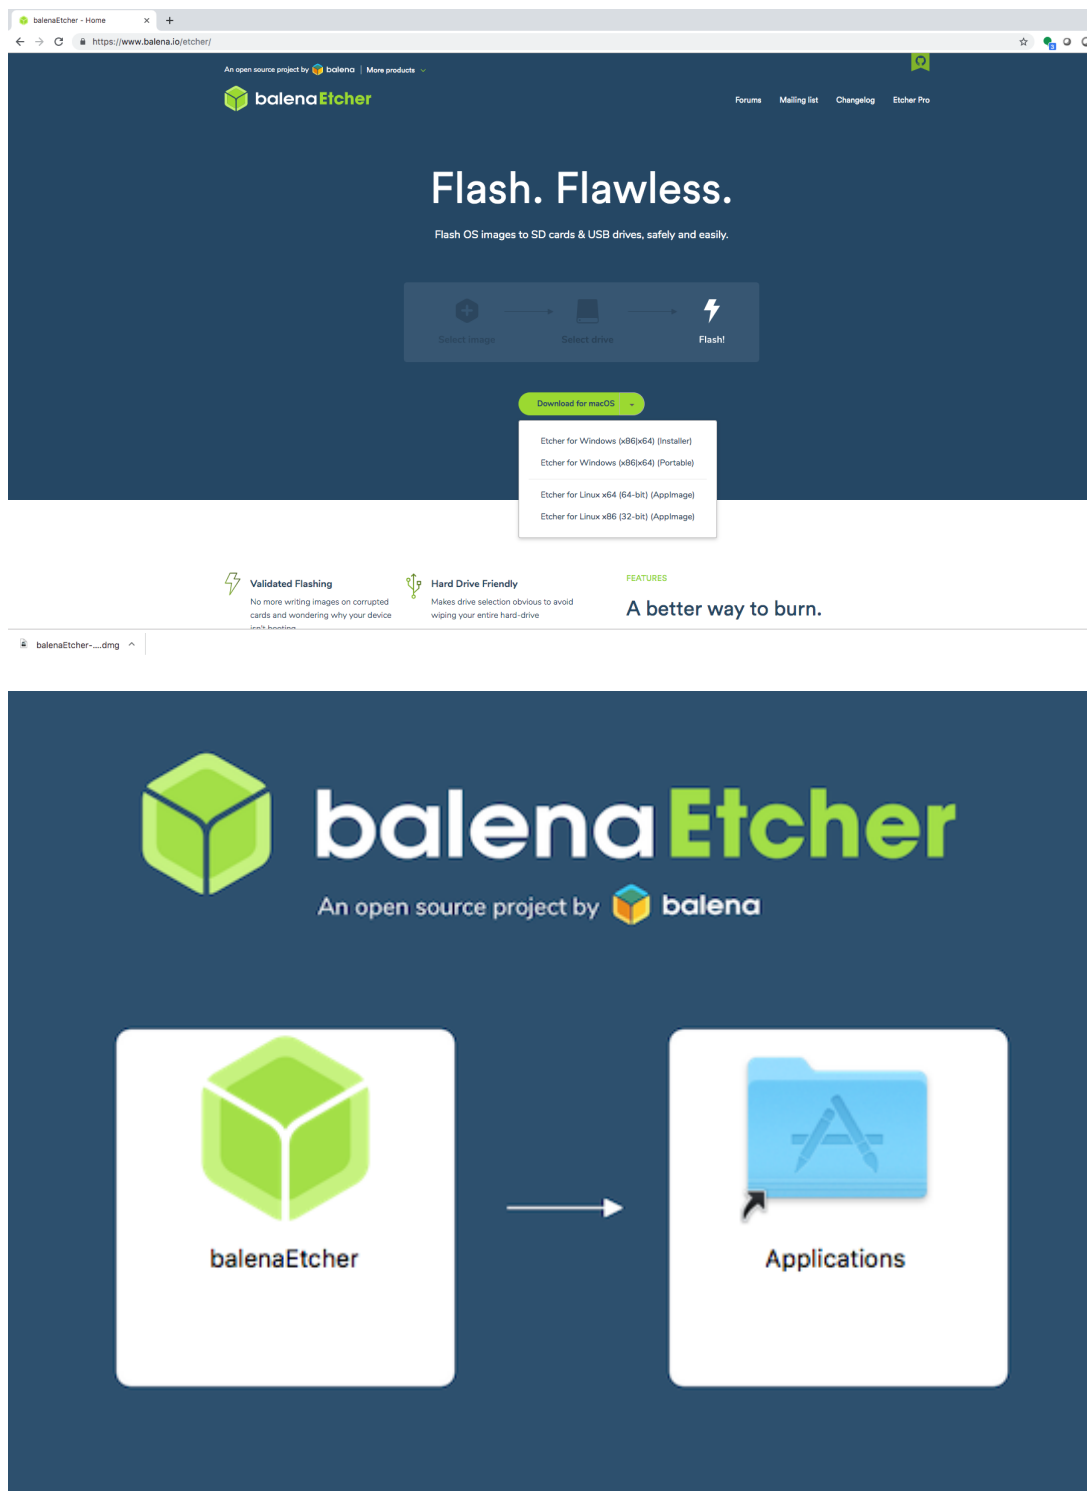 balenaEtcher - Home
https://www.balena.io/etcher/
An open source project by balena | More products
balenaEtcher
Forums Mailing list Changelog Etcher Pro
Flash. Flawless.
Flash OS images to SD cards & USB drives, safely and easily.
Select image Select drive Flash!
Download for macOS
Etcher for Windows (x86|x64) (Installer)
Etcher for Windows (x86|x64) (Portable)
Etcher for Linux x64 (64-bit) (AppImage)
Etcher for Linux x86 (32-bit) (AppImage)
Validated Flashing
No more writing images on corrupted
cards and wondering why your device
isn't booting
Hard Drive Friendly
Makes drive selection obvious to avoid
wiping your entire hard-drive
FEATURES
A better way to burn.
balenaEtcher-....dmg
balenaEtcher
An open source project by balena
balenaEtcher
Applications